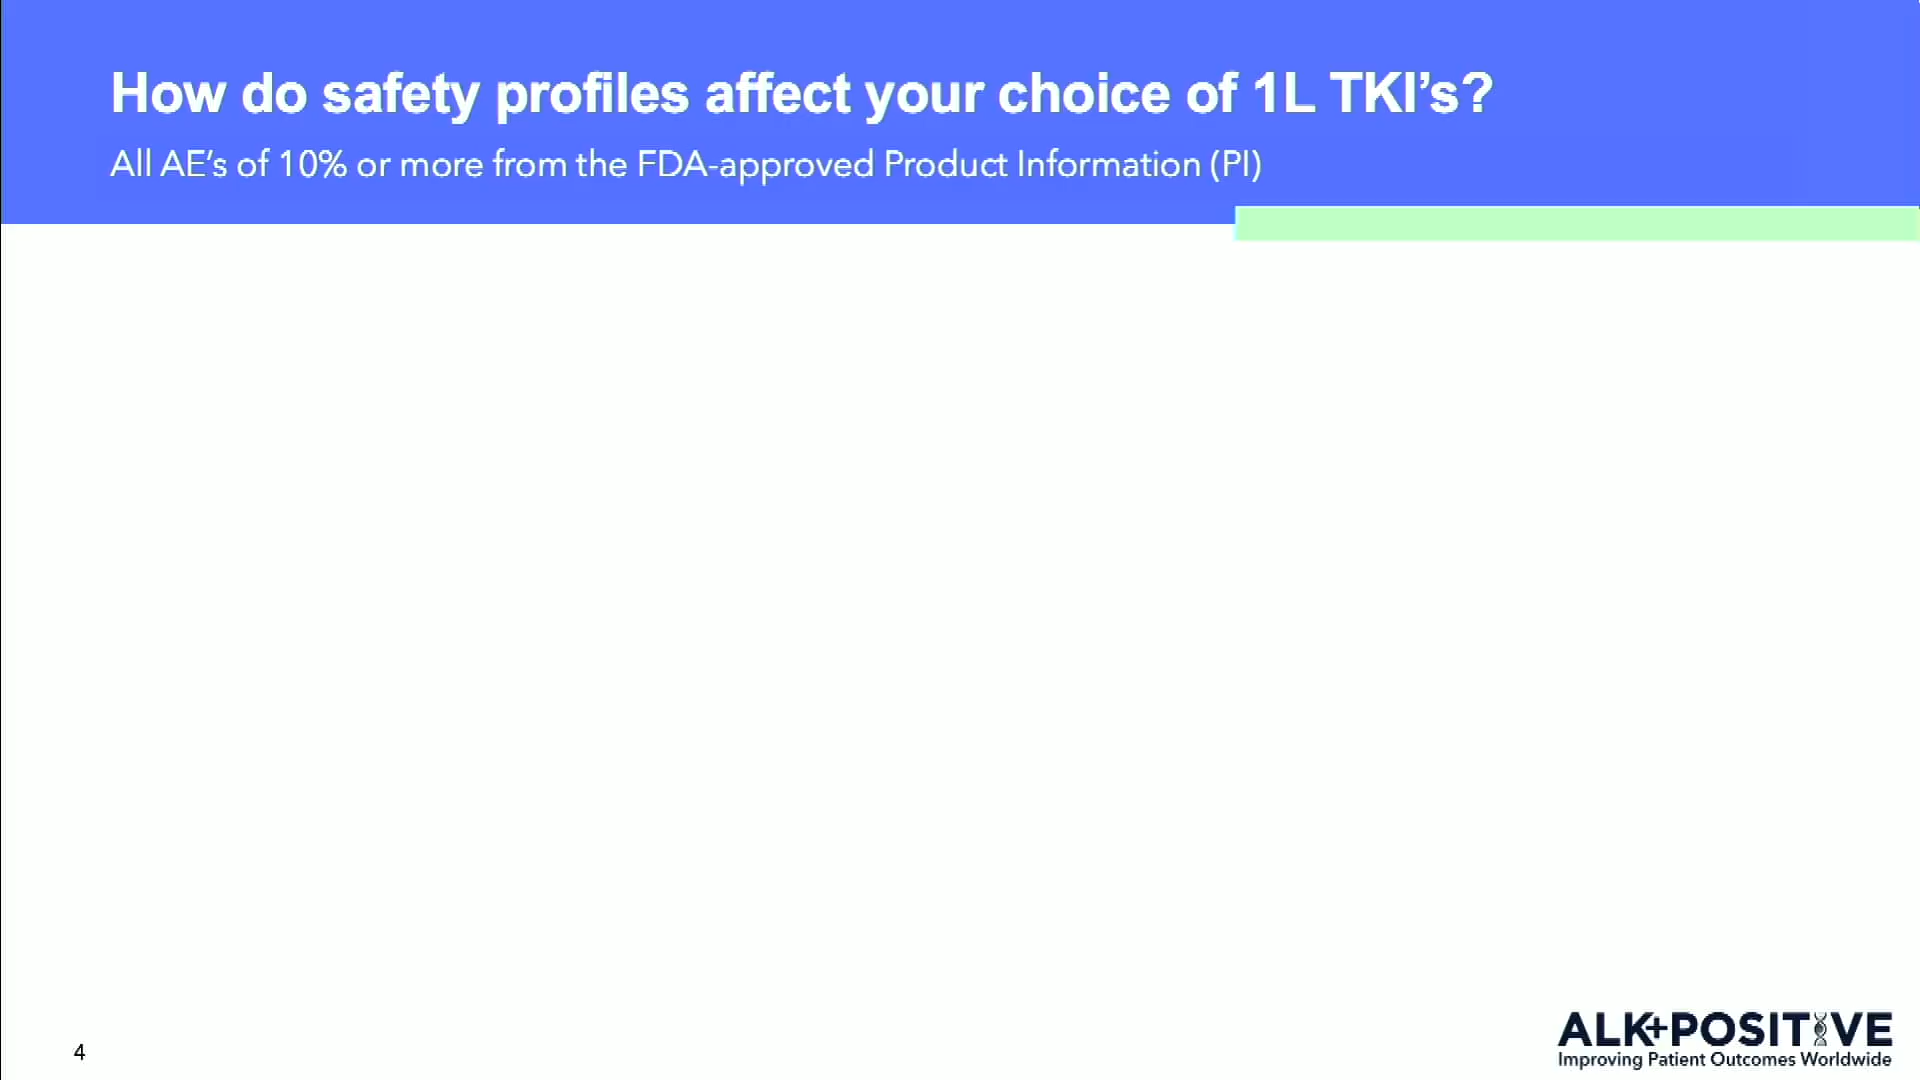 How do safety profiles affect your choice of 1L TKI’s?
All AE’s of 10% or more from the FDA-approved Product Information (PI)
4
ALK+POSITIVE
Improving Patient Outcomes Worldwide